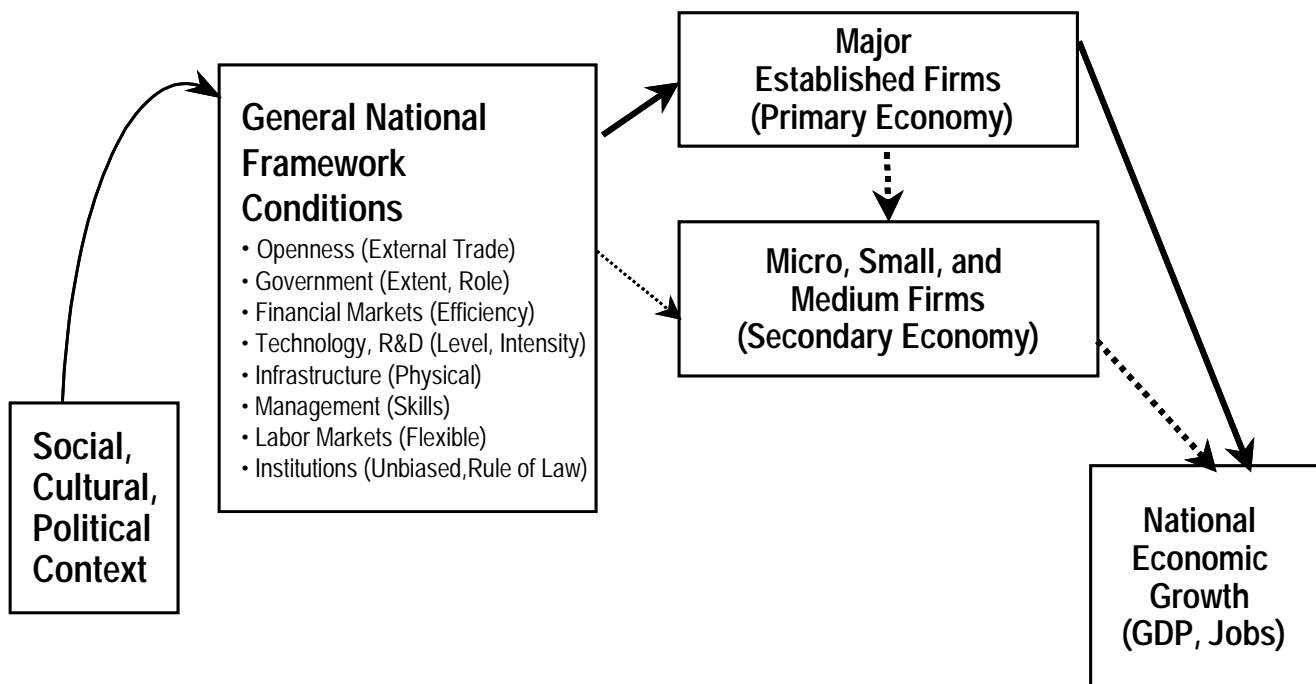 Major
Established Firms
(Primary Economy)
General National
Framework
Conditions
• Openness (External Trade)
• Government (Extent, Role)
• Financial Markets (Efficiency)
• Technology, R&D (Level, Intensity)
• Infrastructure (Physical)
• Management (Skills)
• Labor Markets (Flexible)
• Institutions (Unbiased,Rule of Law)
Micro, Small, and
Medium Firms
(Secondary Economy)
Social,
Cultural,
Political
Context
National
Economic
Growth
(GDP, Jobs)